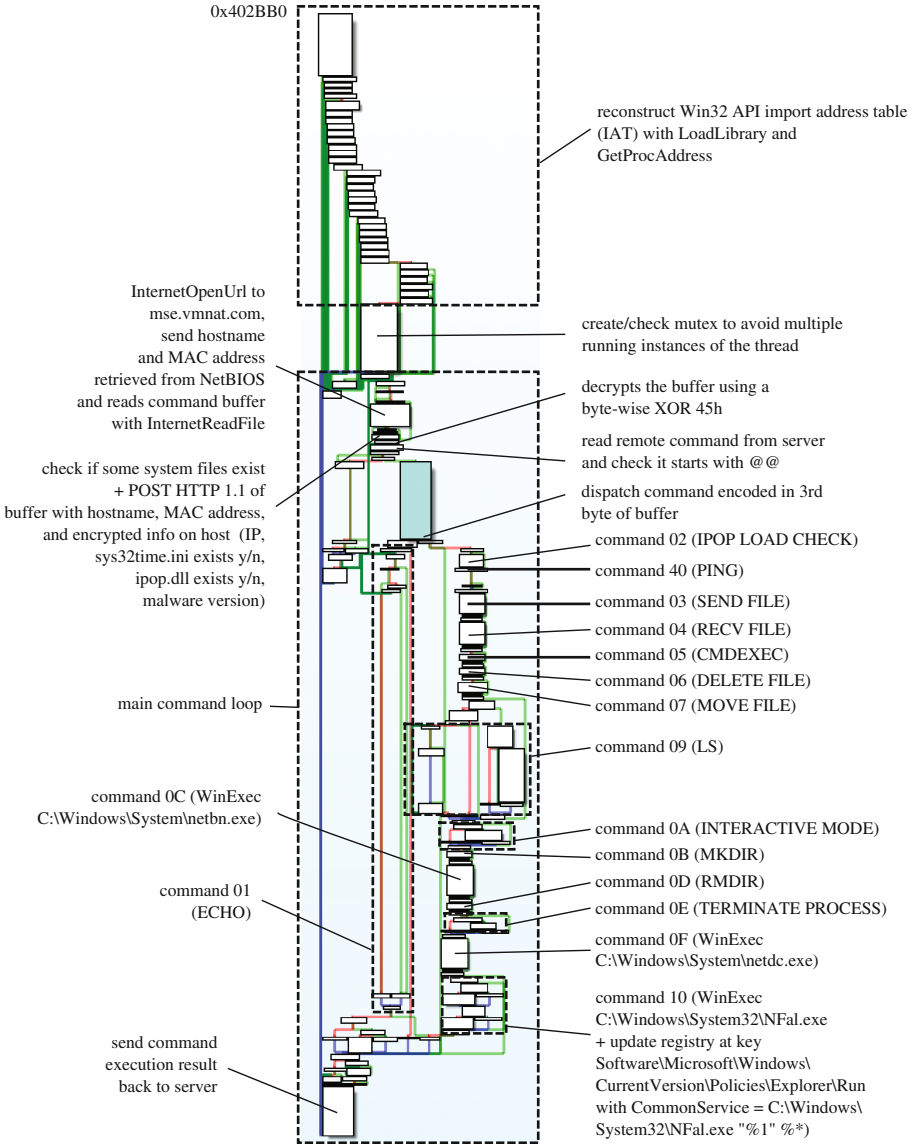 0x402BB0
reconstruct Win32 API import address table
(IAT) with LoadLibrary and
GetProcAddress
InternetOpenUrl to
mse.vmnat.com,
send hostname
and MAC address
retrieved from NetBIOS
and reads command buffer
with InternetReadFile
create/check mutex to avoid multiple
running instances of the thread
decrypts the buffer using a
byte-wise XOR 45h
read remote command from server
and check it starts with @@
check if some system files exist
+ POST HTTP 1.1 of
buffer with hostname, MAC address,
and encrypted info on host (IP,
sys32time.ini exists y/n,
ipop.dll exists y/n,
malware version)
dispatch command encoded in 3rd
byte of buffer
command 02 (IPOP LOAD CHECK)
command 40 (PING)
command 03 (SEND FILE)
command 04 (RECV FILE)
command 05 (CMDEXEC)
command 06 (DELETE FILE)
command 07 (MOVE FILE)
main command loop
command 09 (LS)
command 0C (WinExec
C:\Windows\System\netbn.exe)
command 0A (INTERACTIVE MODE)
command 0B (MKDIR)
command 0D (RMDIR)
command 01
(ECHO)
command 0E (TERMINATE PROCESS)
command 0F (WinExec
C:\Windows\System\netdc.exe)
command 10 (WinExec
C:\Windows\System32\NFal.exe
+ update registry at key
Software\Microsoft\Windows\
CurrentVersion\Policies\Explorer\Run
with CommonService = C:\Windows\
System32\NFal.exe "%1" %*)
send command
execution result
back to server